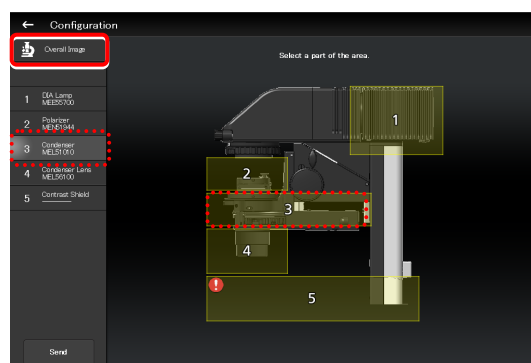 ← Configuration
Overall Image
Select a part of the area.
1 DIA Lamp
MEE55700
2 Polarizer
MEN51944
3 Condenser
MEL51010
4 Condenser Lens
MEL56100
5 Contrast Shield
1
2
3
4
!
5
Send